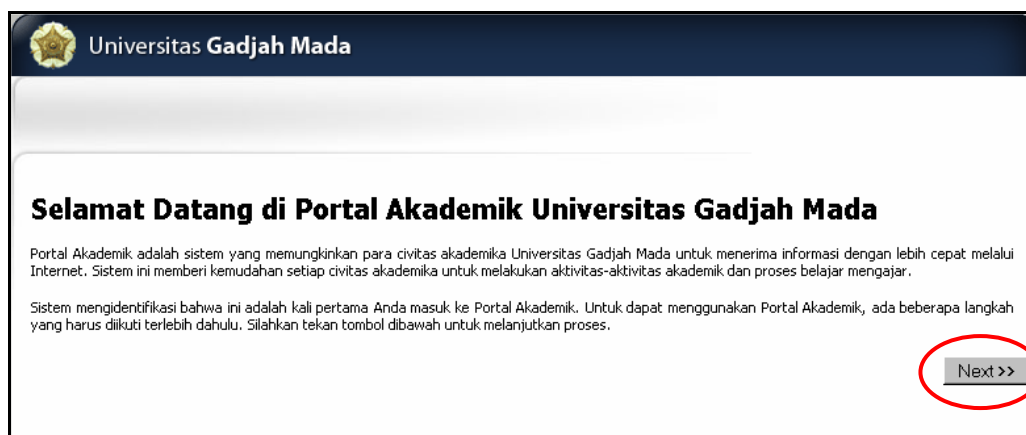 Universitas Gadjah Mada
Selamat Datang di Portal Akademik Universitas Gadjah Mada
Portal Akademik adalah sistem yang memungkinkan para civitas akademika Universitas Gadjah Mada untuk menerima informasi dengan lebih cepat melalui
Internet. Sistem ini memberi kemudahan setiap civitas akademika untuk melakukan aktivitas-aktivitas akademik dan proses belajar mengajar.
Sistem mengidentifikasi bahwa ini adalah kali pertama Anda masuk ke Portal Akademik. Untuk dapat menggunakan Portal Akademik, ada beberapa langkah
yang harus diikuti terlebih dahulu. Silahkan tekan tombol dibawah untuk melanjutkan proses.
Next >>